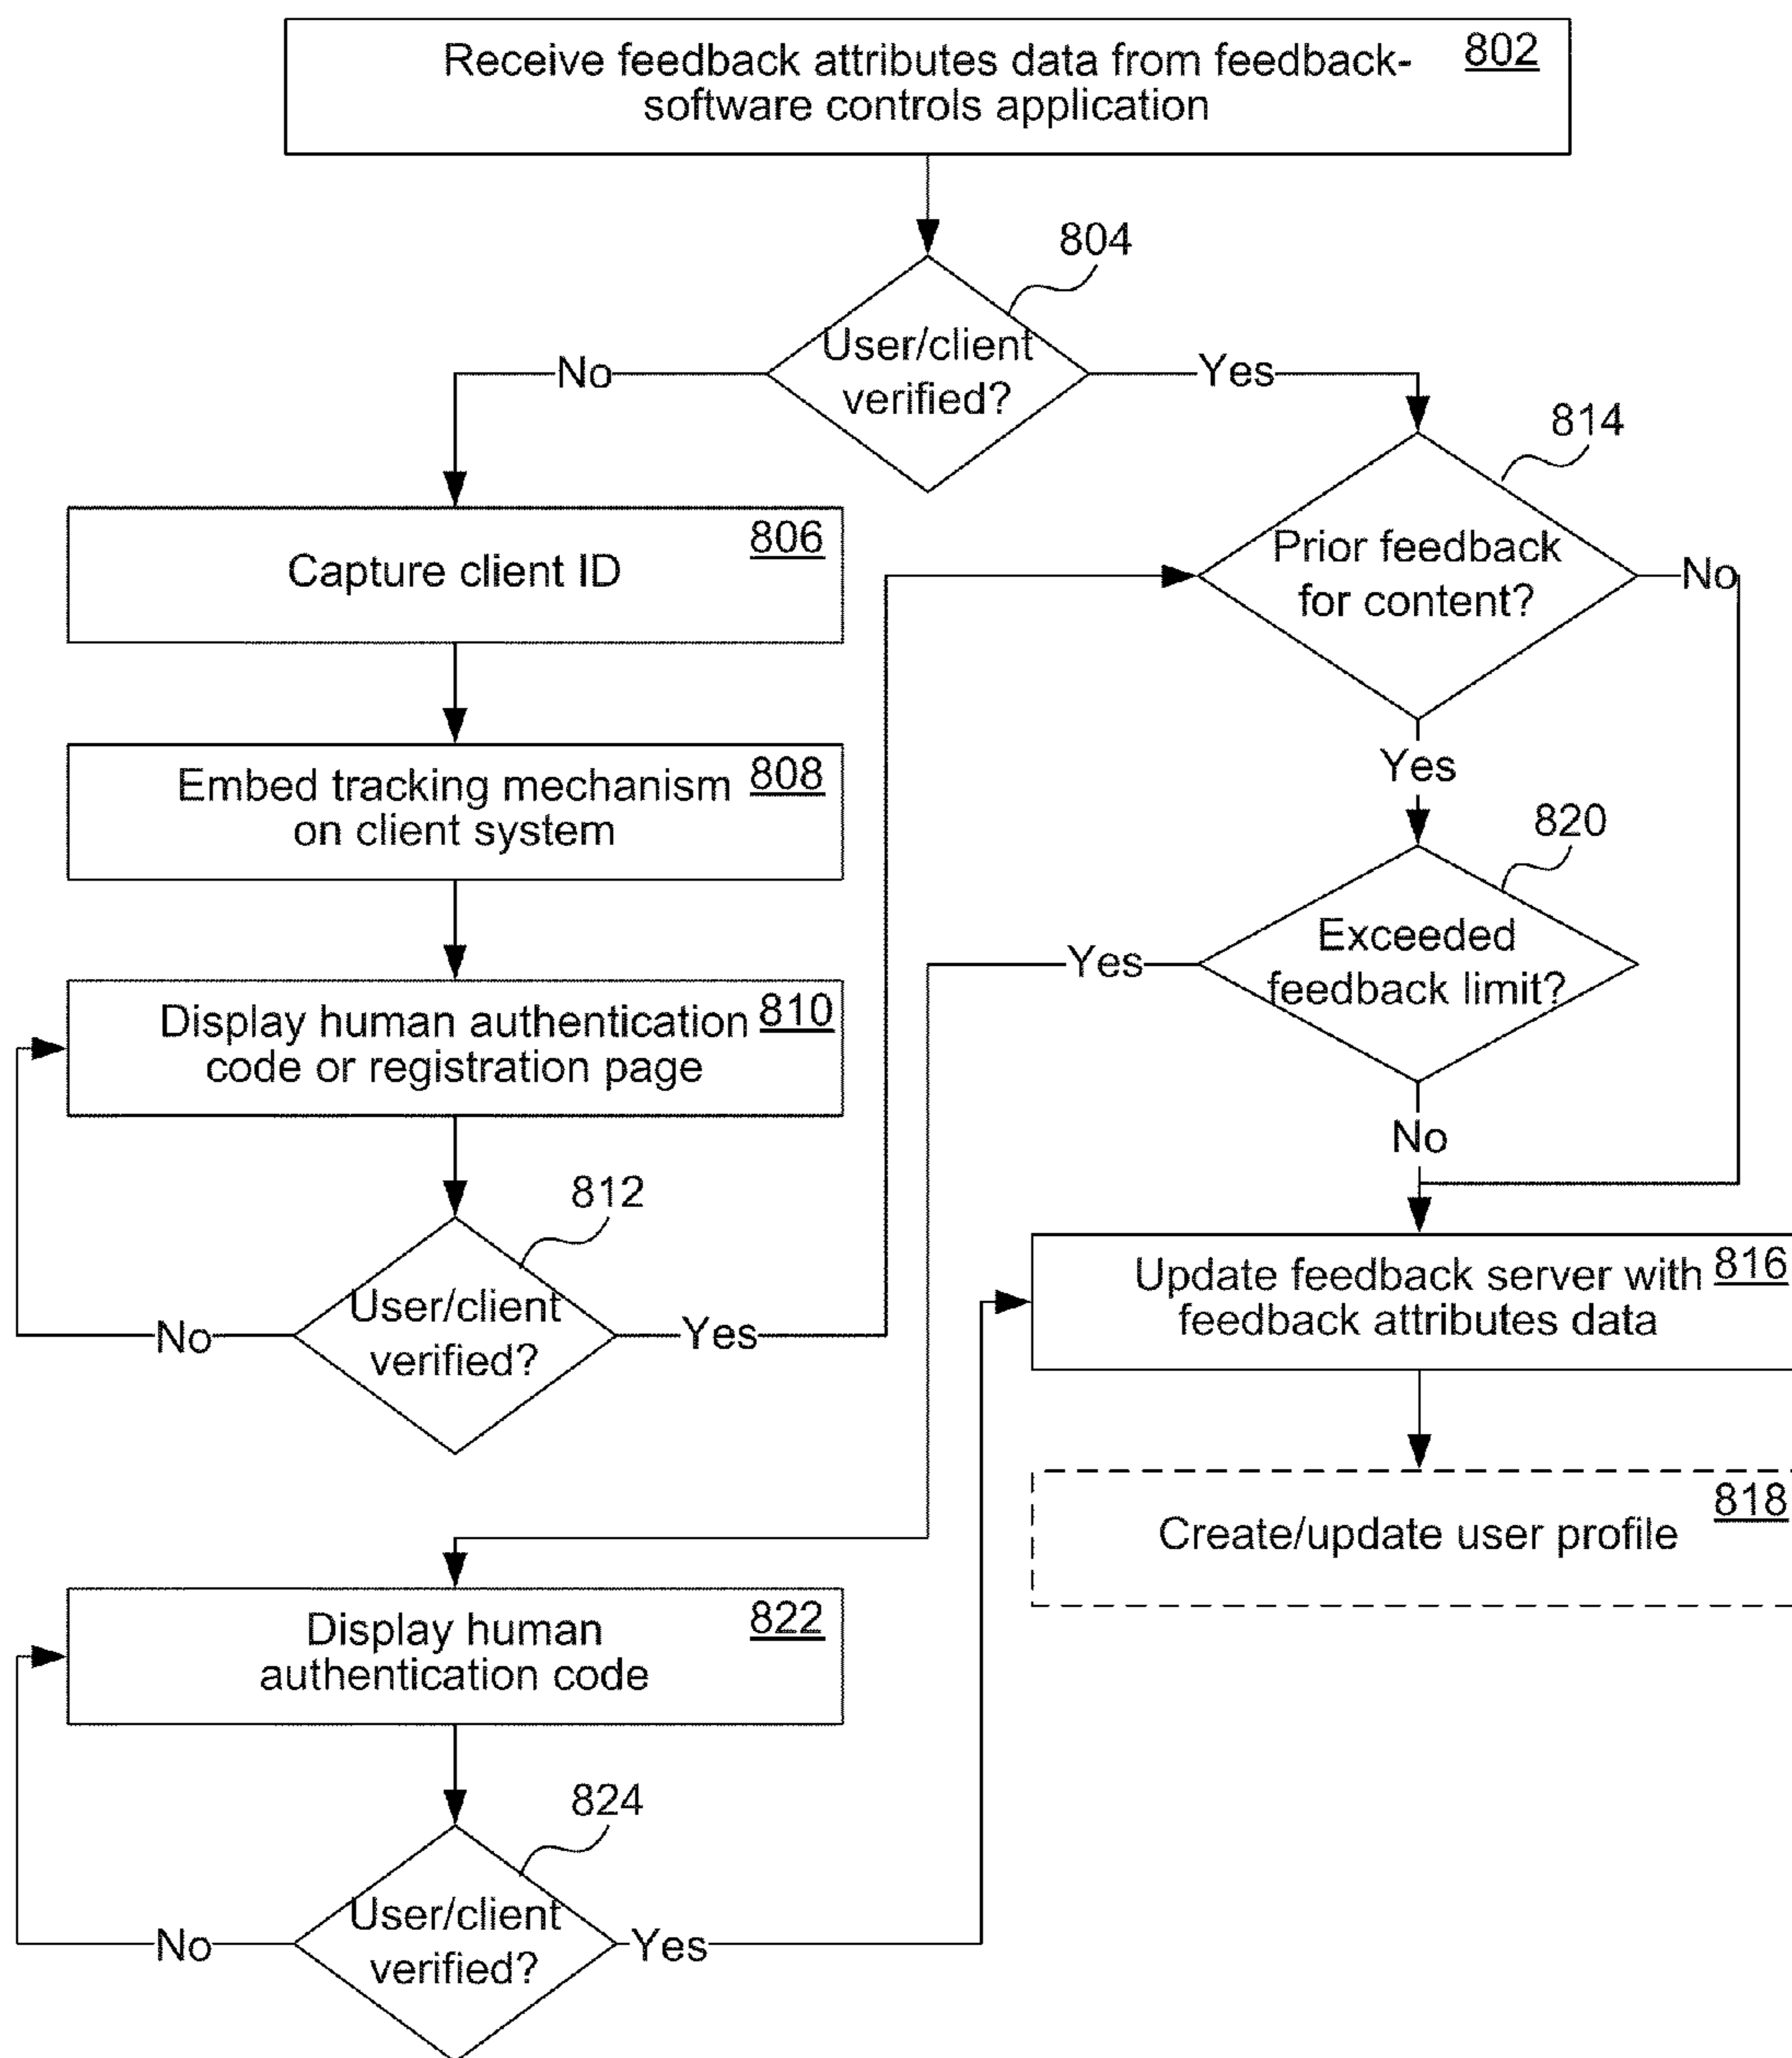 Receive feedback attributes data from feedback- 802
software controls application
804
User/client
verified?
No
Yes
814
806
Capture client ID
Prior feedback
for content?
No
Yes
808
Embed tracking mechanism
on client system
820
Exceeded
feedback limit?
Yes
No
Display human authentication 810
code or registration page
812
User/client
verified?
No
Yes
Update feedback server with 816
feedback attributes data
818
Create/update user profile
Display human 822
authentication code
824
User/client
verified?
No
Yes